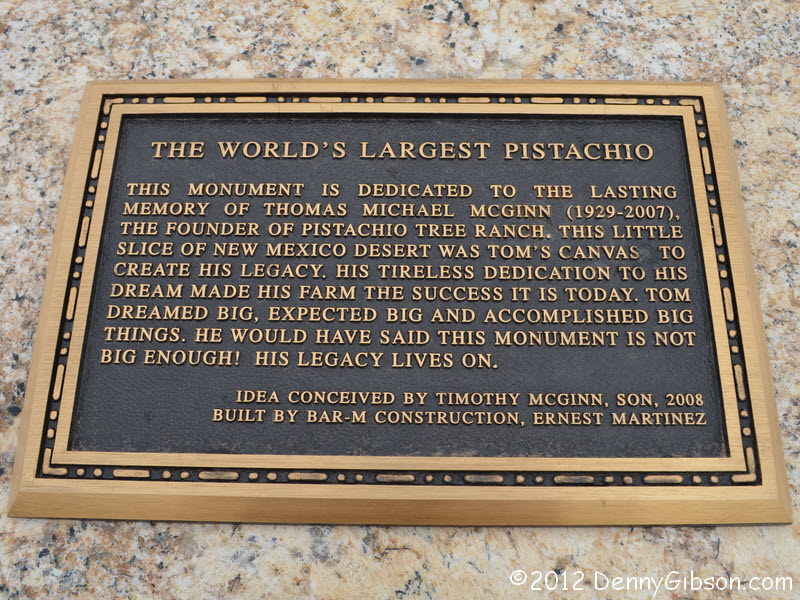 THE WORLD'S LARGEST PISTACHIO
THIS MONUMENT IS DEDICATED TO THE LASTING
MEMORY OF THOMAS MICHAEL MCGINN (1929-2007),
THE FOUNDER OF PISTACHIO TREE RANCH. THIS LITTLE
SLICE OF NEW MEXICO DESERT WAS TOM'S CANVAS TO
CREATE HIS LEGACY. HIS TIRELESS DEDICATION TO HIS
DREAM MADE HIS FARM THE SUCCESS IT IS TODAY. TOM
DREAMED BIG, EXPECTED BIG AND ACCOMPLISHED BIG
THINGS. HE WOULD HAVE SAID THIS MONUMENT IS NOT
BIG ENOUGH! HIS LEGACY LIVES ON.
IDEA CONCEIVED BY TIMOTHY MCGINN, SON, 2008
BUILT BY BAR-M CONSTRUCTION, ERNEST MARTINEZ
©2012 DennyGibson.com